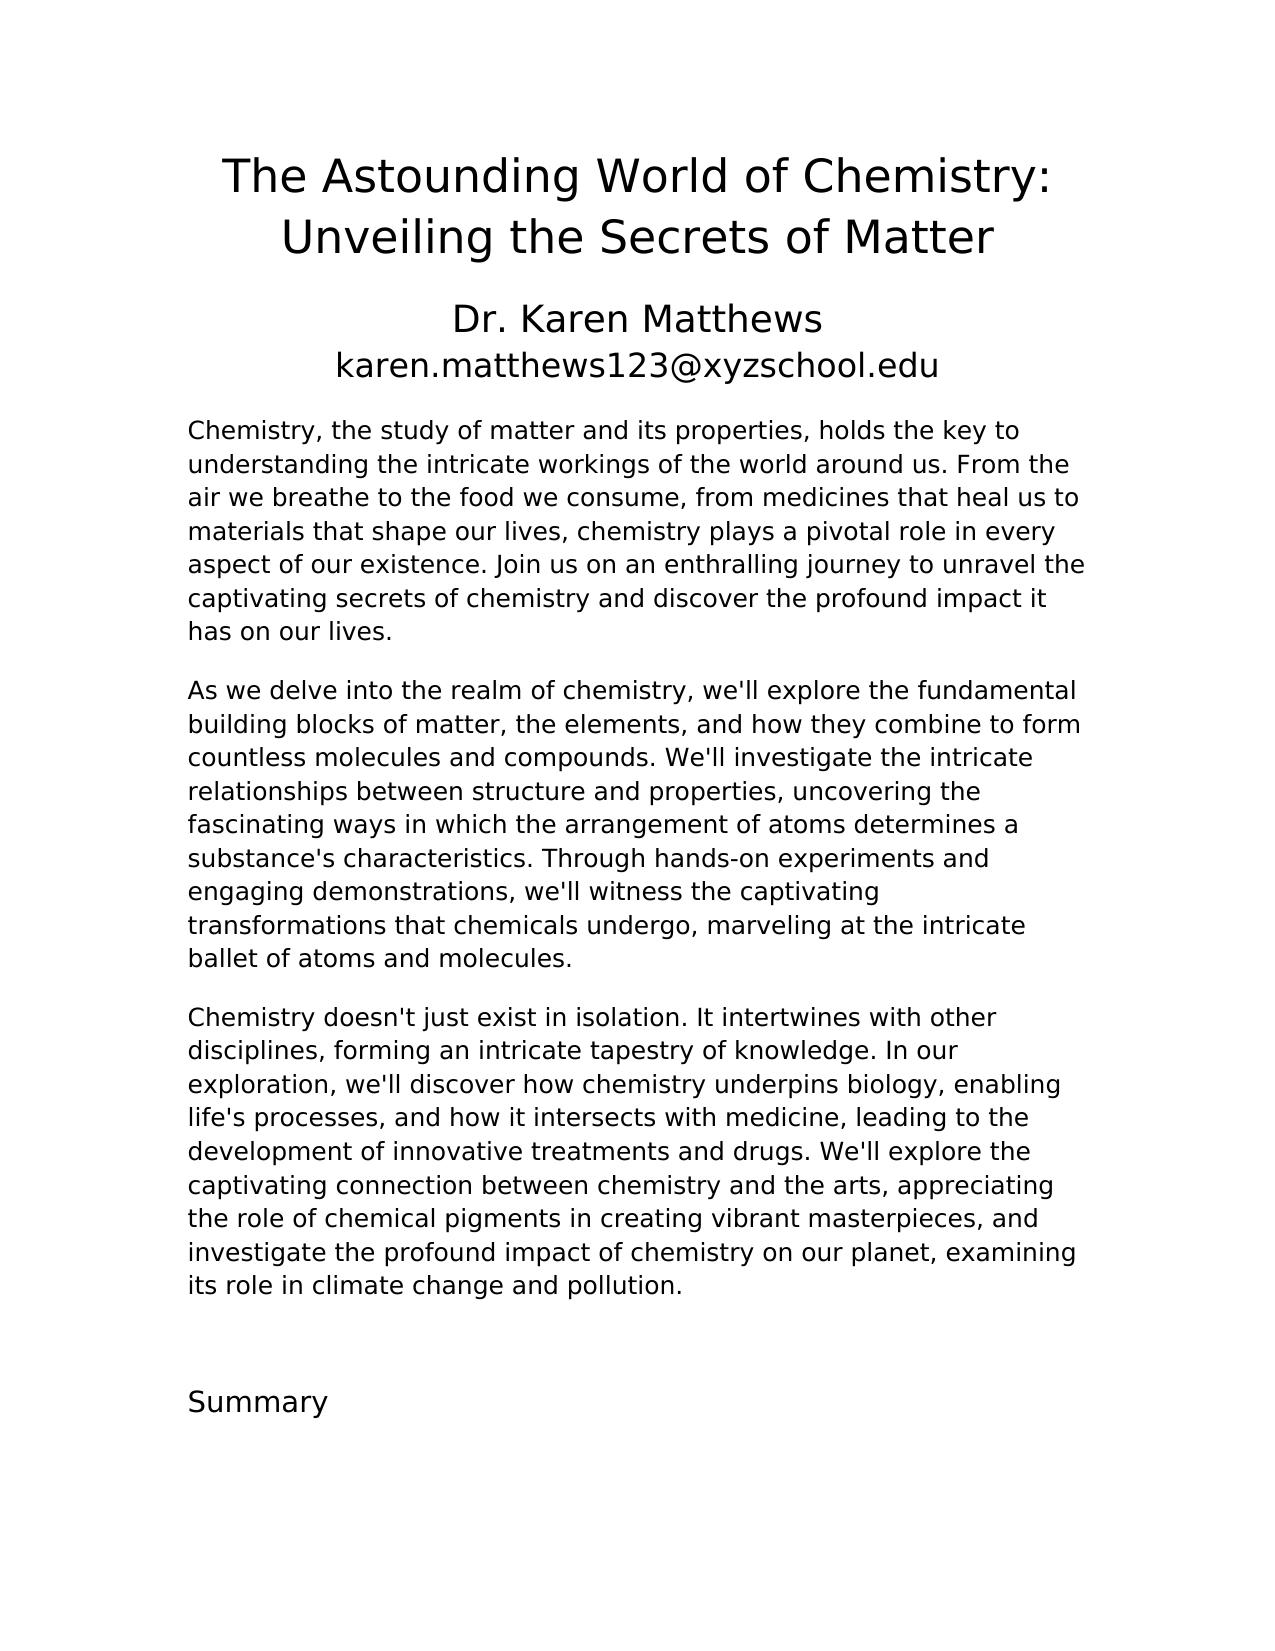 The Astounding World of Chemistry:
Unveiling the Secrets of Matter
Dr. Karen Matthews
karen.matthews123@xyzschool.edu
Chemistry, the study of matter and its properties, holds the key to
understanding the intricate workings of the world around us. From the
air we breathe to the food we consume, from medicines that heal us to
materials that shape our lives, chemistry plays a pivotal role in every
aspect of our existence. Join us on an enthralling journey to unravel the
captivating secrets of chemistry and discover the profound impact it
has on our lives.
As we delve into the realm of chemistry, we'll explore the fundamental
building blocks of matter, the elements, and how they combine to form
countless molecules and compounds. We'll investigate the intricate
relationships between structure and properties, uncovering the
fascinating ways in which the arrangement of atoms determines a
substance's characteristics. Through hands-on experiments and
engaging demonstrations, we'll witness the captivating
transformations that chemicals undergo, marveling at the intricate
ballet of atoms and molecules.
Chemistry doesn't just exist in isolation. It intertwines with other
disciplines, forming an intricate tapestry of knowledge. In our
exploration, we'll discover how chemistry underpins biology, enabling
life's processes, and how it intersects with medicine, leading to the
development of innovative treatments and drugs. We'll explore the
captivating connection between chemistry and the arts, appreciating
the role of chemical pigments in creating vibrant masterpieces, and
investigate the profound impact of chemistry on our planet, examining
its role in climate change and pollution.
Summary